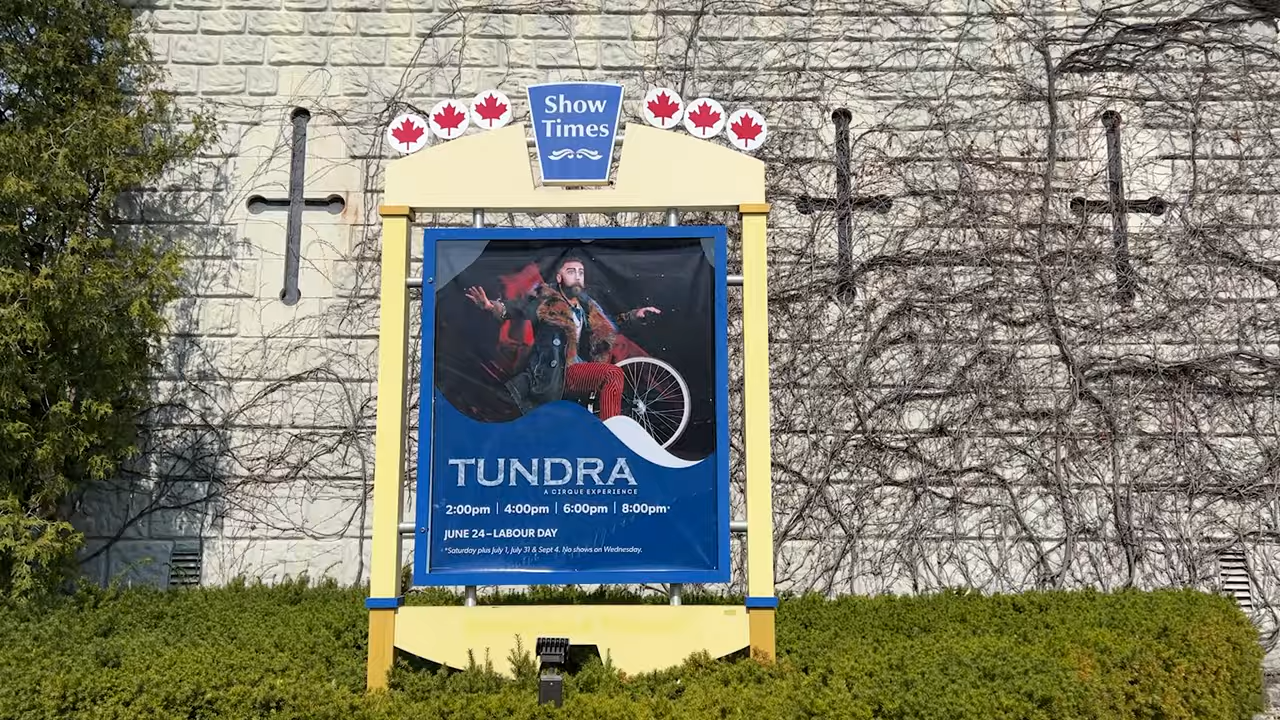 Show
Times
TUNDRA
A CIRQUE EXPERIENCE
2:00pm | 4:00pm | 6:00pm | 8:00pm*
JUNE 24 – LABOUR DAY
*Saturday plus July 1, July 31 & Sept 4. No shows on Wednesday.